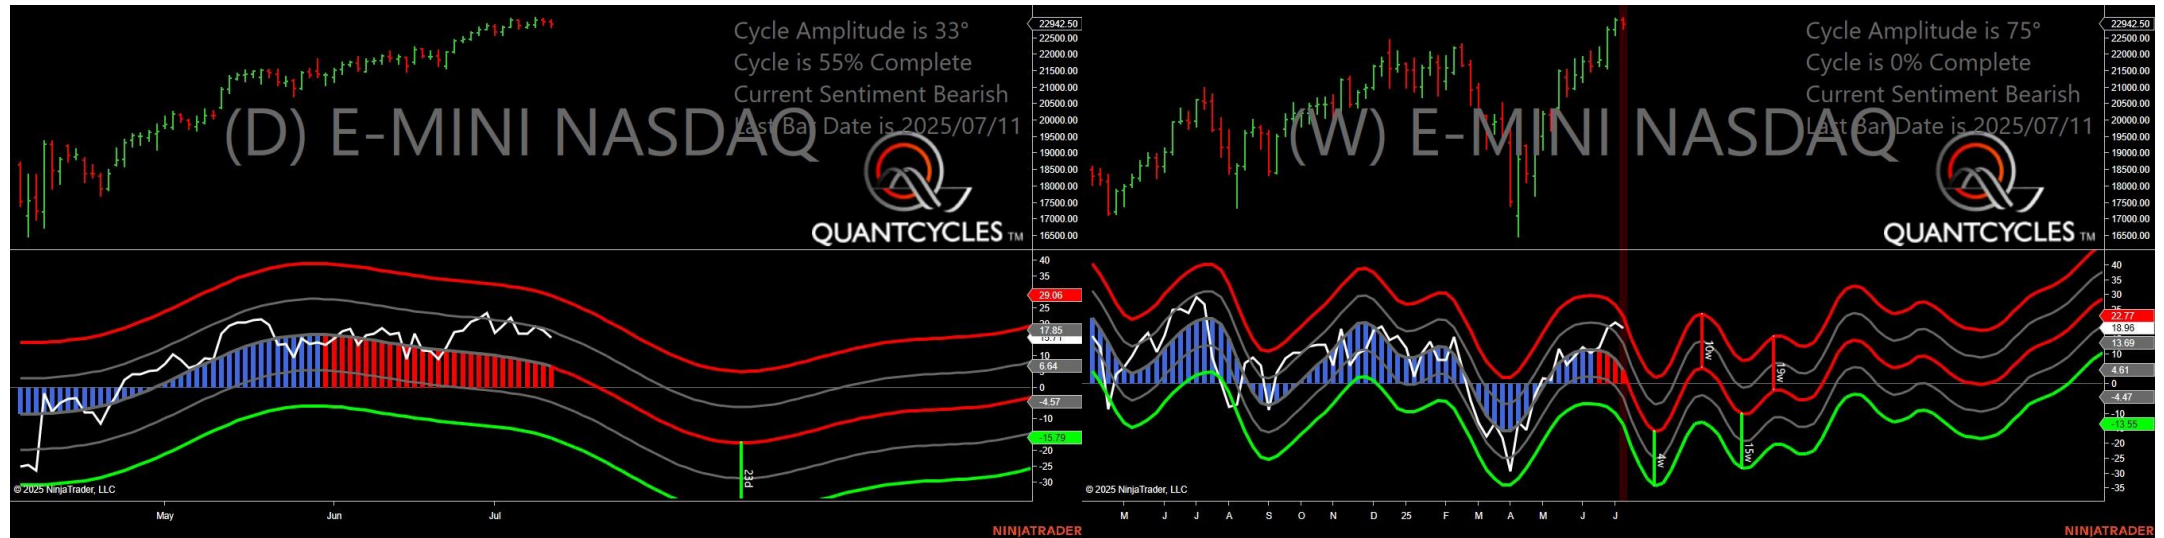 Cycle Amplitude is 33°
Cycle is 55% Complete
Current Sentiment Bearish
Last Bar Date is 2025/07/11
(D) E-MINI NASDAQ
QUANTCYCLES TM
22942.50
22500.00
22000.00
21500.00
21000.00
20500.00
20000.00
19500.00
19000.00
18500.00
18000.00
17500.00
17000.00
16500.00
40
35
29.06
25
17.85
15.71
10
6.64
0
-4.57
-10
-15.79
-20
-25
-30
23d
© 2025 NinjaTrader, LLC
May
Jun
Jul
NINJATRADER
Cycle Amplitude is 75°
Cycle is 0% Complete
Current Sentiment Bearish
Last Bar Date is 2025/07/11
(W) E-MINI NASDAQ
QUANTCYCLES TM
22942.50
22500.00
22000.00
21500.00
21000.00
20500.00
20000.00
19500.00
19000.00
18500.00
18000.00
17500.00
17000.00
16500.00
40
35
30
25
22.77
18.96
13.69
10
4.61
0
-4.47
-10
-13.55
-20
-25
-30
-35
4w
10w
15w
19w
© 2025 NinjaTrader, LLC
M
J
J
A
S
O
N
D
25
F
M
A
M
J
J
NINJATRADER